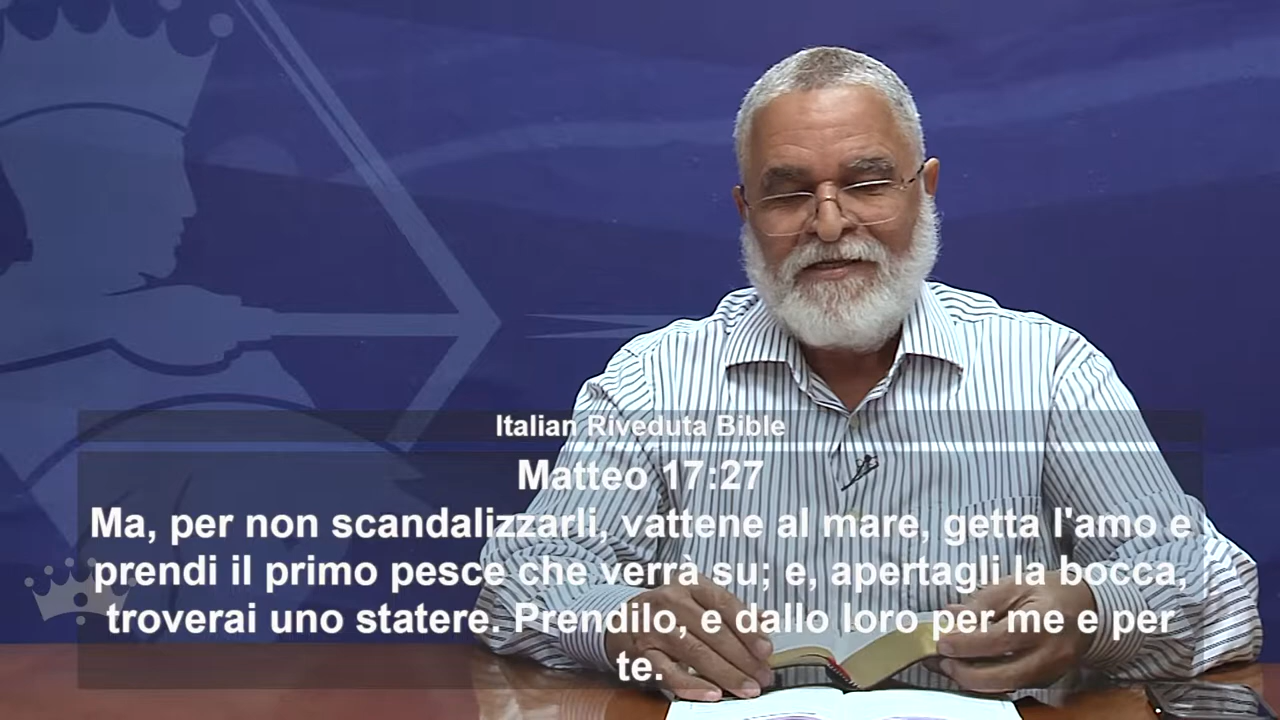 Italian Riveduta Bible
Matteo 17:27
Ma, per non scandalizzarli, vattene al mare, getta l'amo e
prendi il primo pesce che verrà su; e, apertagli la bocca,
troverai uno statere. Prendilo, e dallo loro per me e per
te.